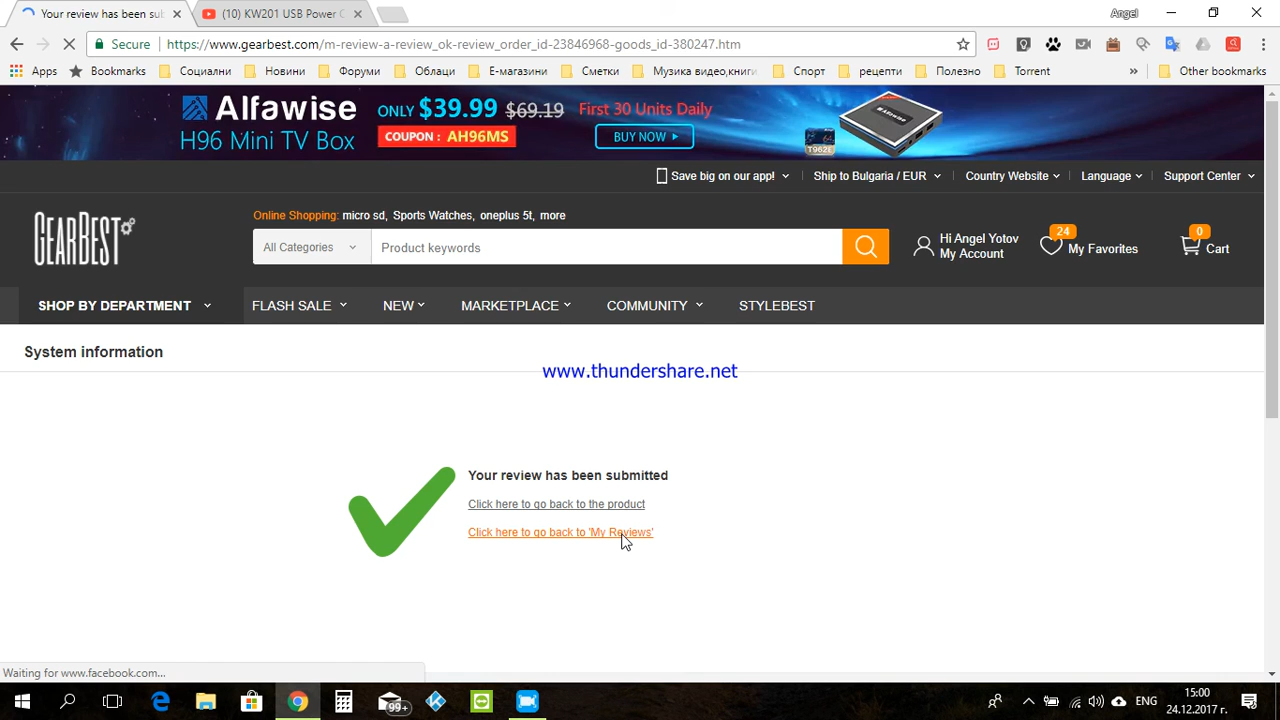 Your review has been sub
(10) KW201 USB Power C
Angel
Secure
https://www.gearbest.com/m-review-a-review_ok-review_order_id-23846968-goods_id-380247.htm
Apps Bookmarks Социални Новини Форуми Облаци Е-магазини Сметки Музика видео,книги Спорт рецепти Полезно Torrent » Other bookmarks
Alfawise ONLY $39.99 $69.19 First 30 Units Daily
H96 Mini TV Box COUPON : AH96MS BUY NOW
T962E
Save big on our app! Ship to Bulgaria / EUR Country Website Language Support Center
GEARBEST
Online Shopping: micro sd, Sports Watches, oneplus 5t, more
All Categories Product keywords
Hi Angel Yotov
My Account
24
My Favorites
0
Cart
SHOP BY DEPARTMENT FLASH SALE NEW MARKETPLACE COMMUNITY STYLEBEST
System information
www.thundershare.net
Your review has been submitted
Click here to go back to the product
Click here to go back to 'My Reviews'
Waiting for www.facebook.com...
99+
ENG
15:00
24.12.2017 г.